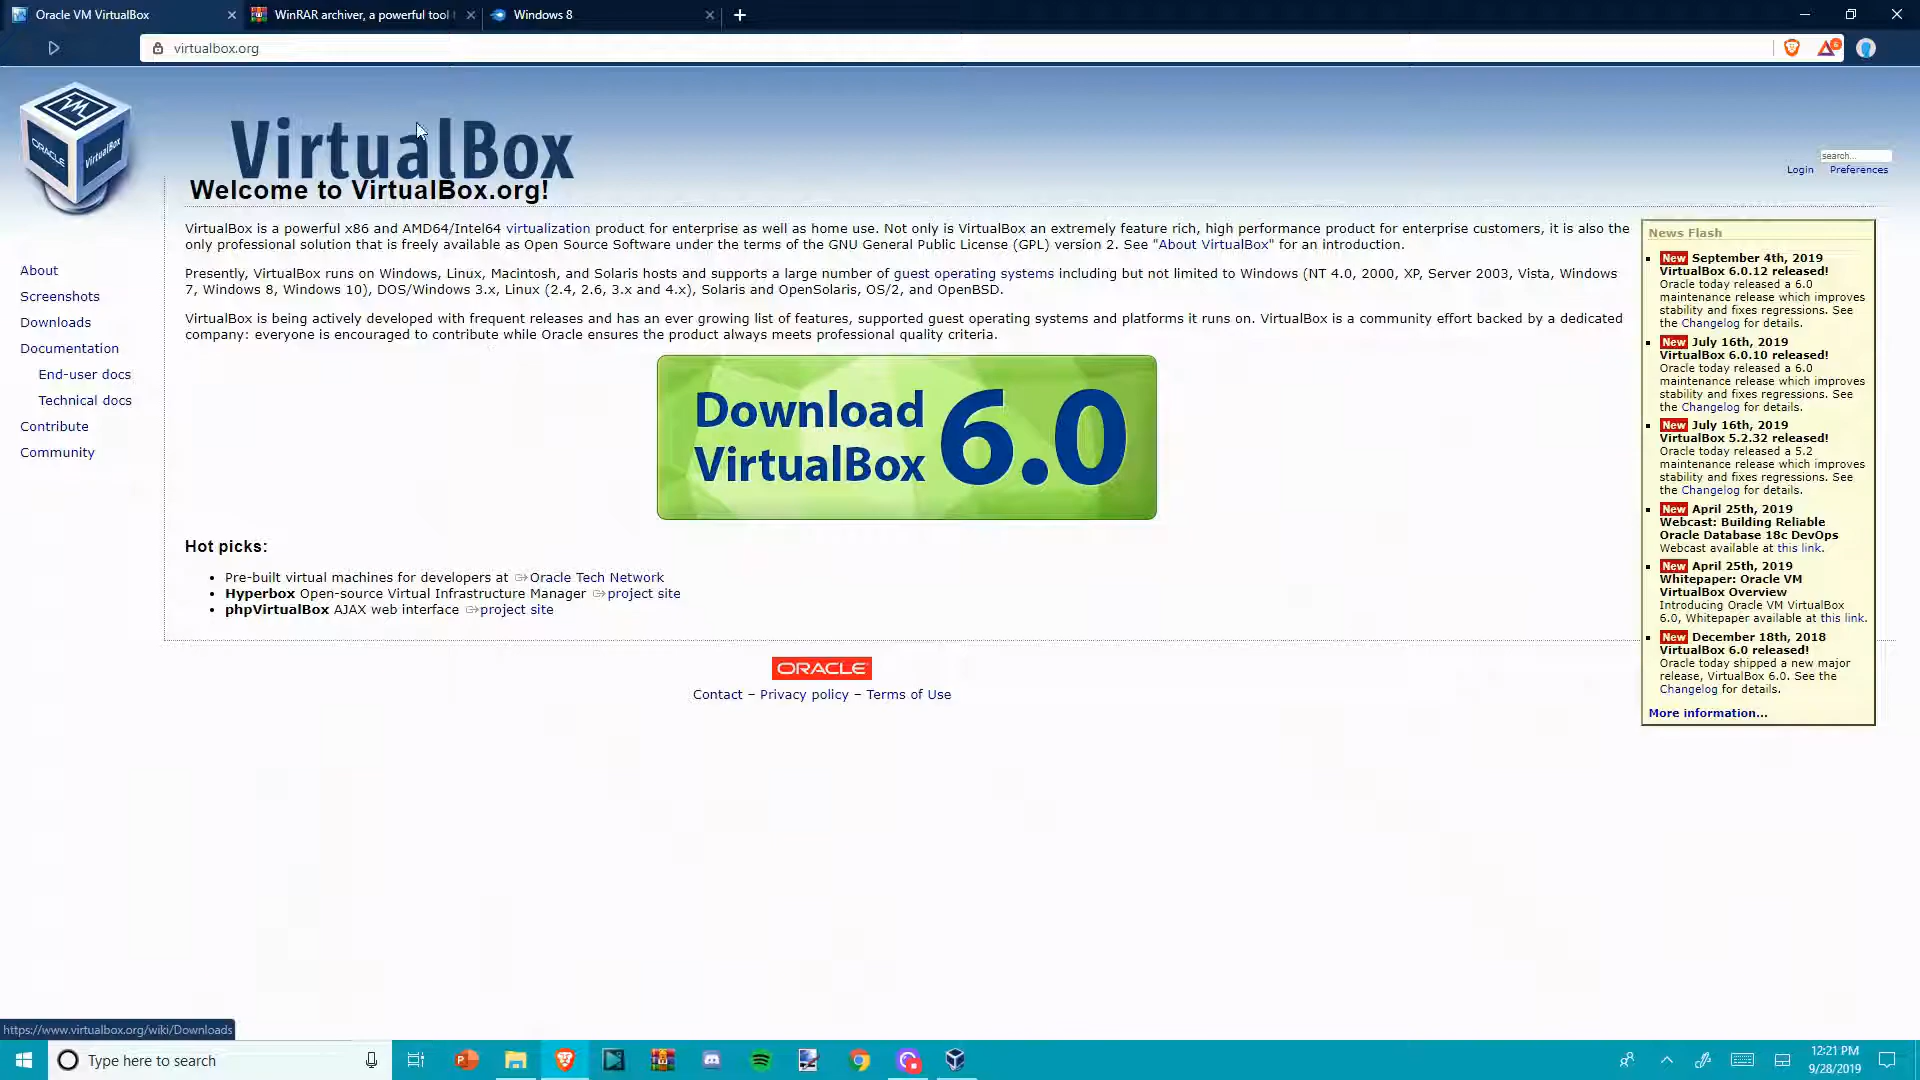 Oracle VM VirtualBox
WinRAR archiver, a powerful tool
Windows 8
virtualbox.org
ORACLE
VirtualBox
VirtualBox
search...
Login Preferences
Welcome to VirtualBox.org!
About
Screenshots
Downloads
Documentation
End-user docs
Technical docs
Contribute
Community
VirtualBox is a powerful x86 and AMD64/Intel64 virtualization product for enterprise as well as home use. Not only is VirtualBox an extremely feature rich, high performance product for enterprise customers, it is also the
only professional solution that is freely available as Open Source Software under the terms of the GNU General Public License (GPL) version 2. See "About VirtualBox" for an introduction.
Presently, VirtualBox runs on Windows, Linux, Macintosh, and Solaris hosts and supports a large number of guest operating systems including but not limited to Windows (NT 4.0, 2000, XP, Server 2003, Vista, Windows
7, Windows 8, Windows 10), DOS/Windows 3.x, Linux (2.4, 2.6, 3.x and 4.x), Solaris and OpenSolaris, OS/2, and OpenBSD.
VirtualBox is being actively developed with frequent releases and has an ever growing list of features, supported guest operating systems and platforms it runs on. VirtualBox is a community effort backed by a dedicated
company: everyone is encouraged to contribute while Oracle ensures the product always meets professional quality criteria.
Download
VirtualBox 6.0
Hot picks:
Pre-built virtual machines for developers at Oracle Tech Network
Hyperbox Open-source Virtual Infrastructure Manager project site
phpVirtualBox AJAX web interface project site
News Flash
New September 4th, 2019
VirtualBox 6.0.12 released!
Oracle today released a 6.0
maintenance release which improves
stability and fixes regressions. See
the Changelog for details.
New July 16th, 2019
VirtualBox 6.0.10 released!
Oracle today released a 6.0
maintenance release which improves
stability and fixes regressions. See
the Changelog for details.
New July 16th, 2019
VirtualBox 5.2.32 released!
Oracle today released a 5.2
maintenance release which improves
stability and fixes regressions. See
the Changelog for details.
New April 25th, 2019
Webcast: Building Reliable
Oracle Database 18c DevOps
Webcast available at this link.
New April 25th, 2019
Whitepaper: Oracle VM
VirtualBox Overview
Introducing Oracle VM VirtualBox
6.0, Whitepaper available at this link.
New December 18th, 2018
VirtualBox 6.0 released!
Oracle today shipped a new major
release, VirtualBox 6.0. See the
Changelog for details.
More information...
ORACLE
Contact – Privacy policy – Terms of Use
https://www.virtualbox.org/wiki/Downloads
Type here to search
12:21 PM
9/28/2019